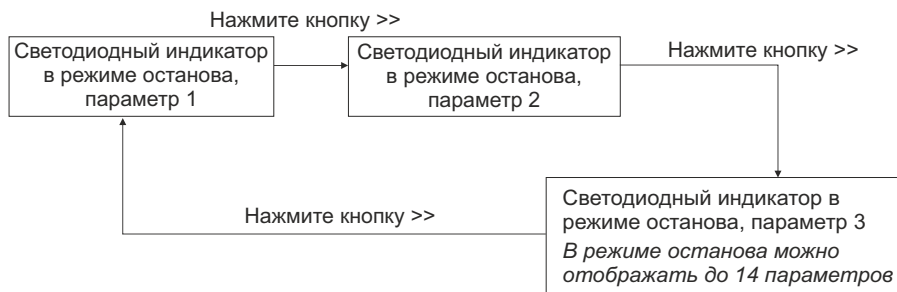 Нажмите кнопку >>
Светодиодный индикатор
в режиме останова,
параметр 1
Светодиодный индикатор
в режиме останова,
параметр 2
Нажмите кнопку >>
Светодиодный индикатор в
режиме останова, параметр 3
В режиме останова можно
отображать до 14 параметров
Нажмите кнопку >>